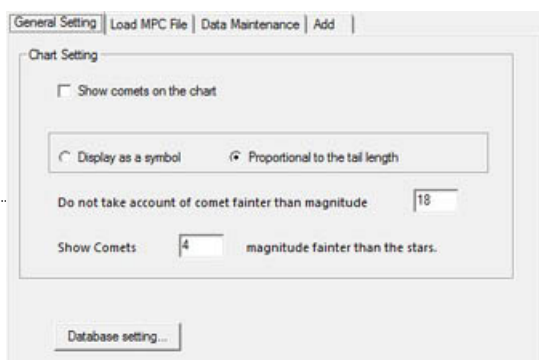 General Setting Load MPC File Data Maintenance Add
Chart Setting
Show comets on the chart
Display as a symbol Proportional to the tail length
Do not take account of comet fainter than magnitude 18
Show Comets 4 magnitude fainter than the stars.
Database setting...